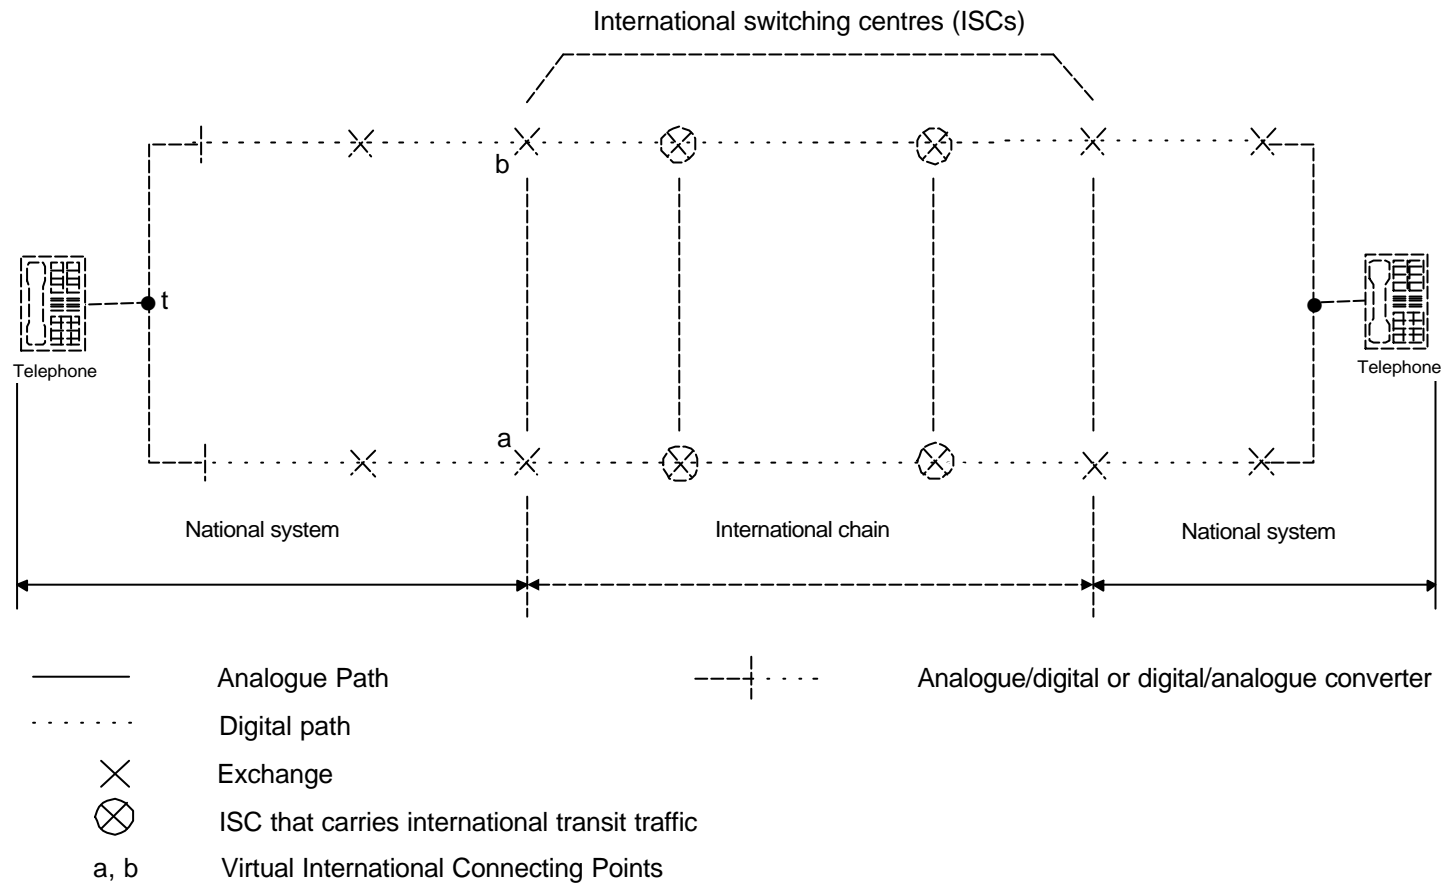 International switching centres (ISCs)
b
t
Telephone
Telephone
a
National system
International chain
National system
Analogue Path
Analogue/digital or digital/analogue converter
Digital path
Exchange
ISC that carries international transit traffic
a, b
Virtual International Connecting Points